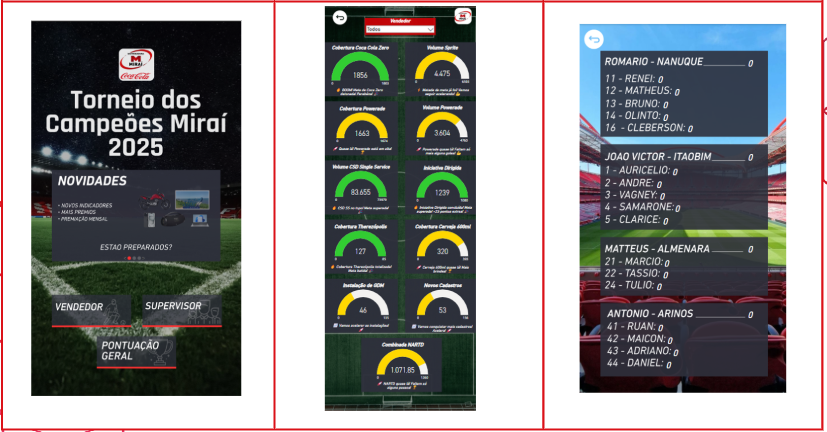 MIRAÍ
Coca-Cola
Torneio dos
Campeões Miraí
2025
NOVIDADES
• NOVOS INDICADORES
• MAIS PREMIOS
• PREMIAÇÃO MENSAL
ESTAO PREPARADOS?
VENDEDOR
SUPERVISOR
PONTUAÇÃO
GERAL
Vendedor
Todos
Cobertura Coca Cola Zero
1856
Volume Sprite
4.475
Cobertura Powerade
1663
Volume Powerade
3.604
Volume CSD Single Service
83.655
Iniciativa Dirigida
1239
Cobertura Therezópolis
127
Cobertura Cerveja 600ml
320
Instalação de GDM
46
Novos Cadastros
53
Combinada NARTD
1.071,85
ROMARIO - NANUQUE 0
11 - RENEI: 0
12 - MATHEUS: 0
13 - BRUNO: 0
14 - OLINTO: 0
16 - CLEBERSON: 0
JOAO VICTOR - ITAOBIM 0
1 - AURICELIO: 0
2 - ANDRE: 0
3 - VAGNEY: 0
4 - SAMARONE: 0
5 - CLARICE: 0
MATTEUS - ALMENARA 0
21 - MARCIO: 0
22 - TASSIO: 0
24 - TULIO: 0
ANTONIO - ARINOS 0
41 - RUAN: 0
42 - MAICON: 0
43 - ADRIANO: 0
44 - DANIEL: 0